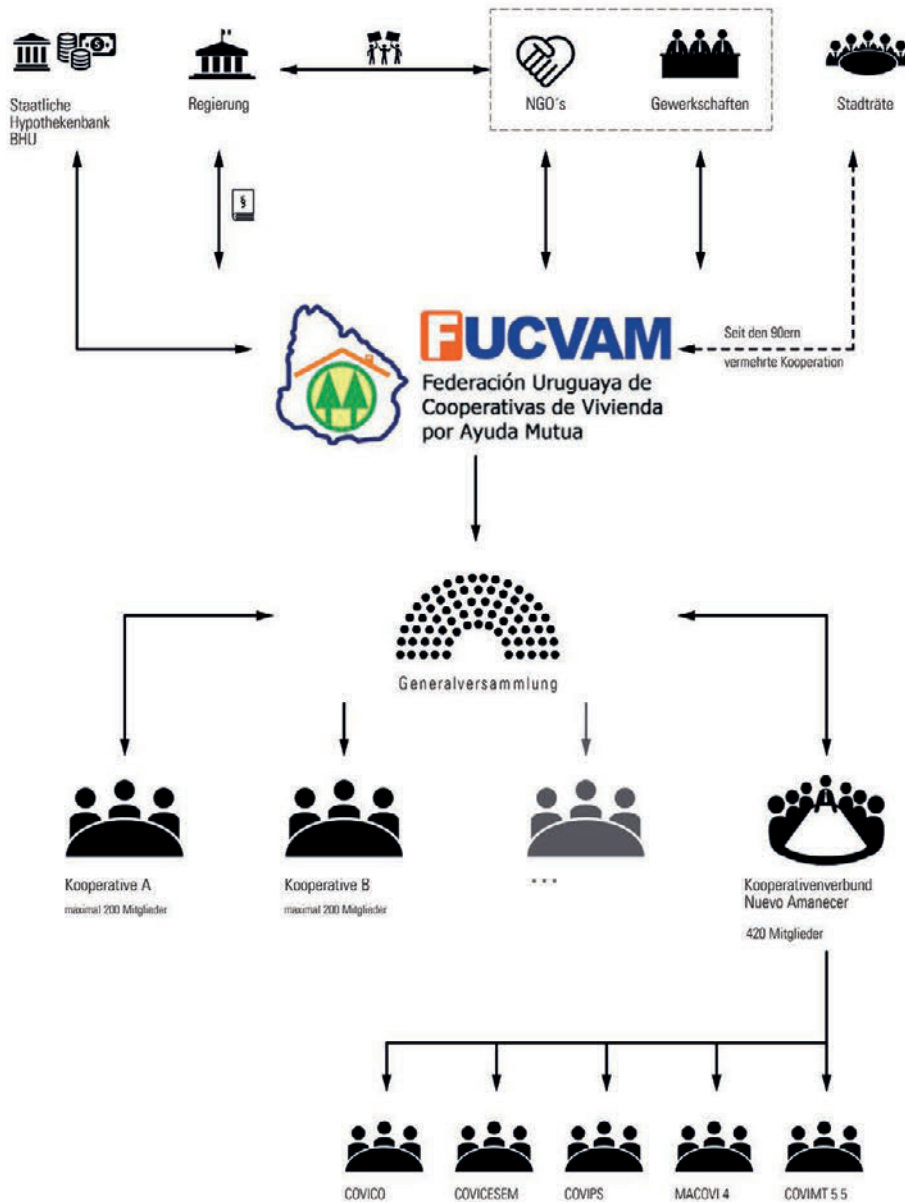 Staatliche
Hypothekenbank
BHU
Regierung
NGO´s
Gewerkschaften
Stadträte
§
$
FUCVAM
Federación Uruguaya de
Cooperativas de Vivienda
por Ayuda Mutua
Seit den 90ern
vermehrte Kooperation
Generalversammlung
Kooperative A
maximal 200 Mitglieder
Kooperative B
maximal 200 Mitglieder
...
Kooperativenverbund
Nuevo Amanecer
420 Mitglieder
COVICO
COVICESEM
COVIPS
MACOVI 4
COVIMT 5 5